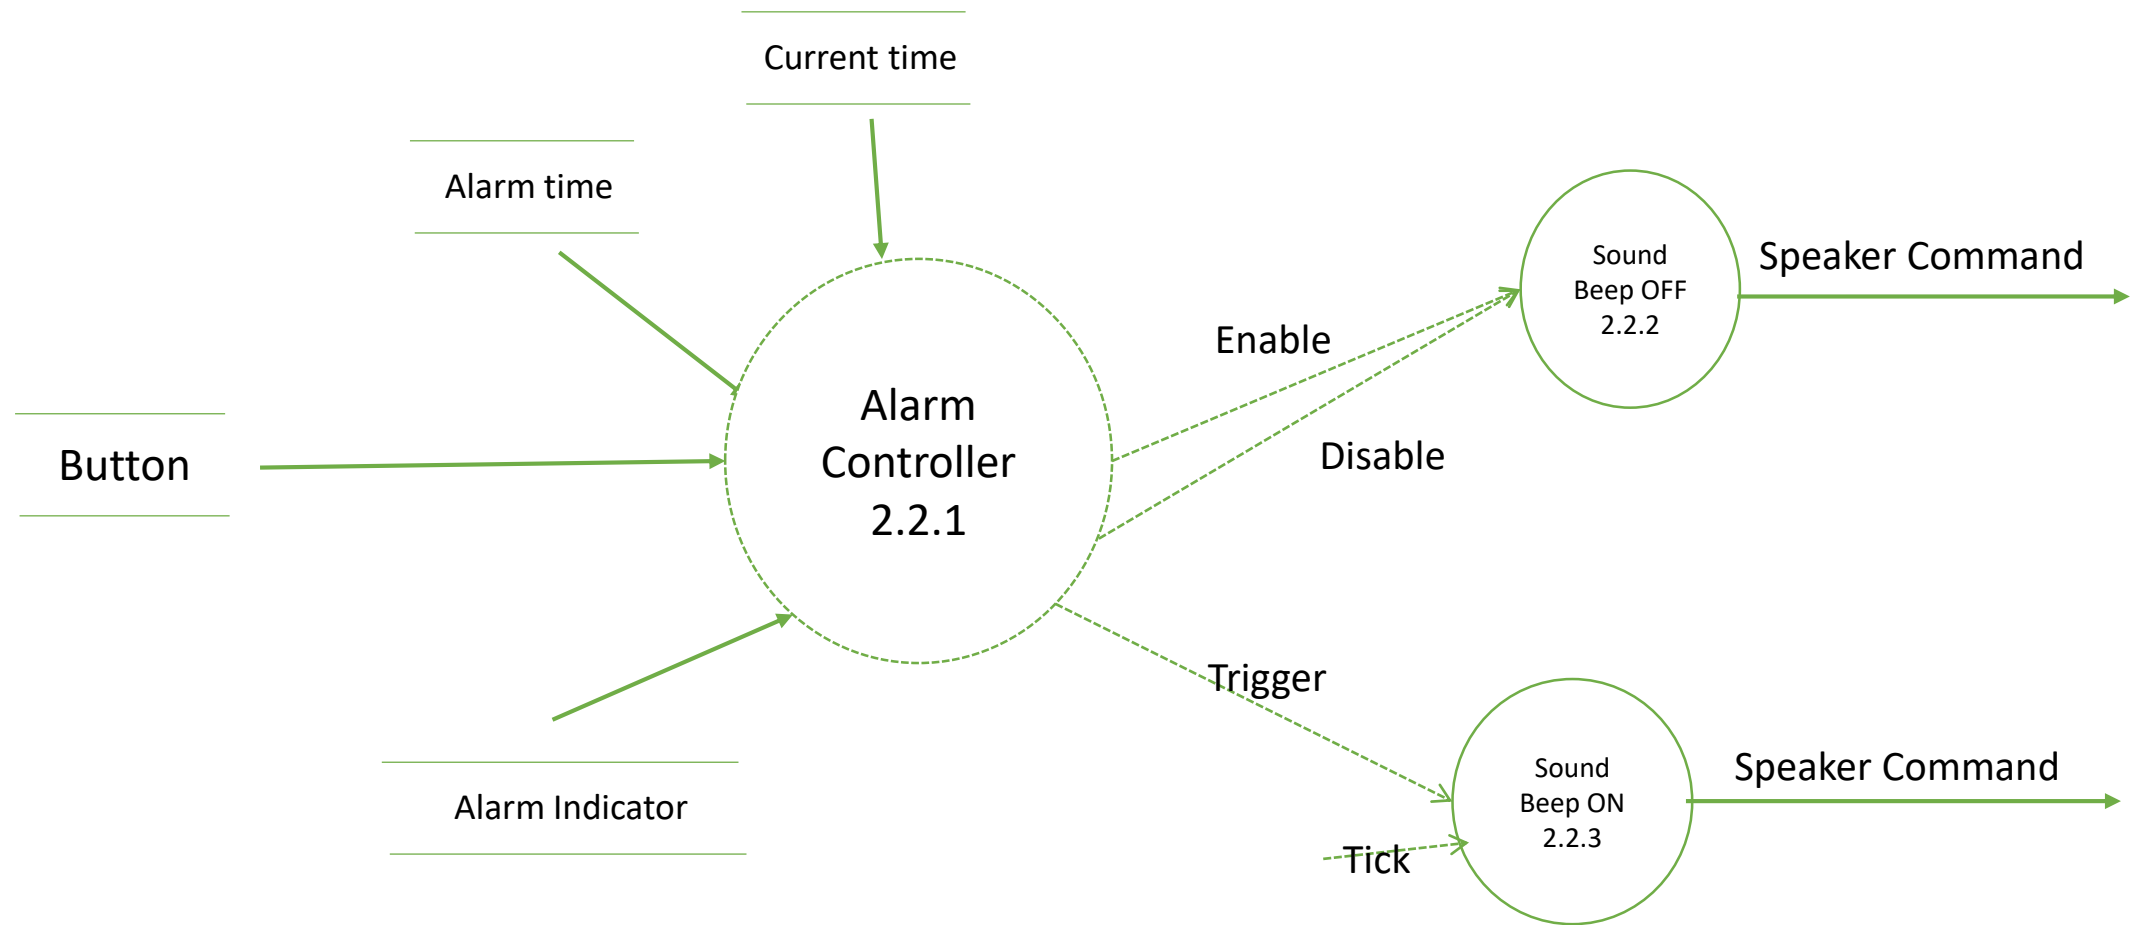 Current time
Alarm time
Button
Alarm Indicator
Alarm
Controller
2.2.1
Enable
Disable
Trigger
Tick
Sound
Beep OFF
2.2.2
Speaker Command
Sound
Beep ON
2.2.3
Speaker Command